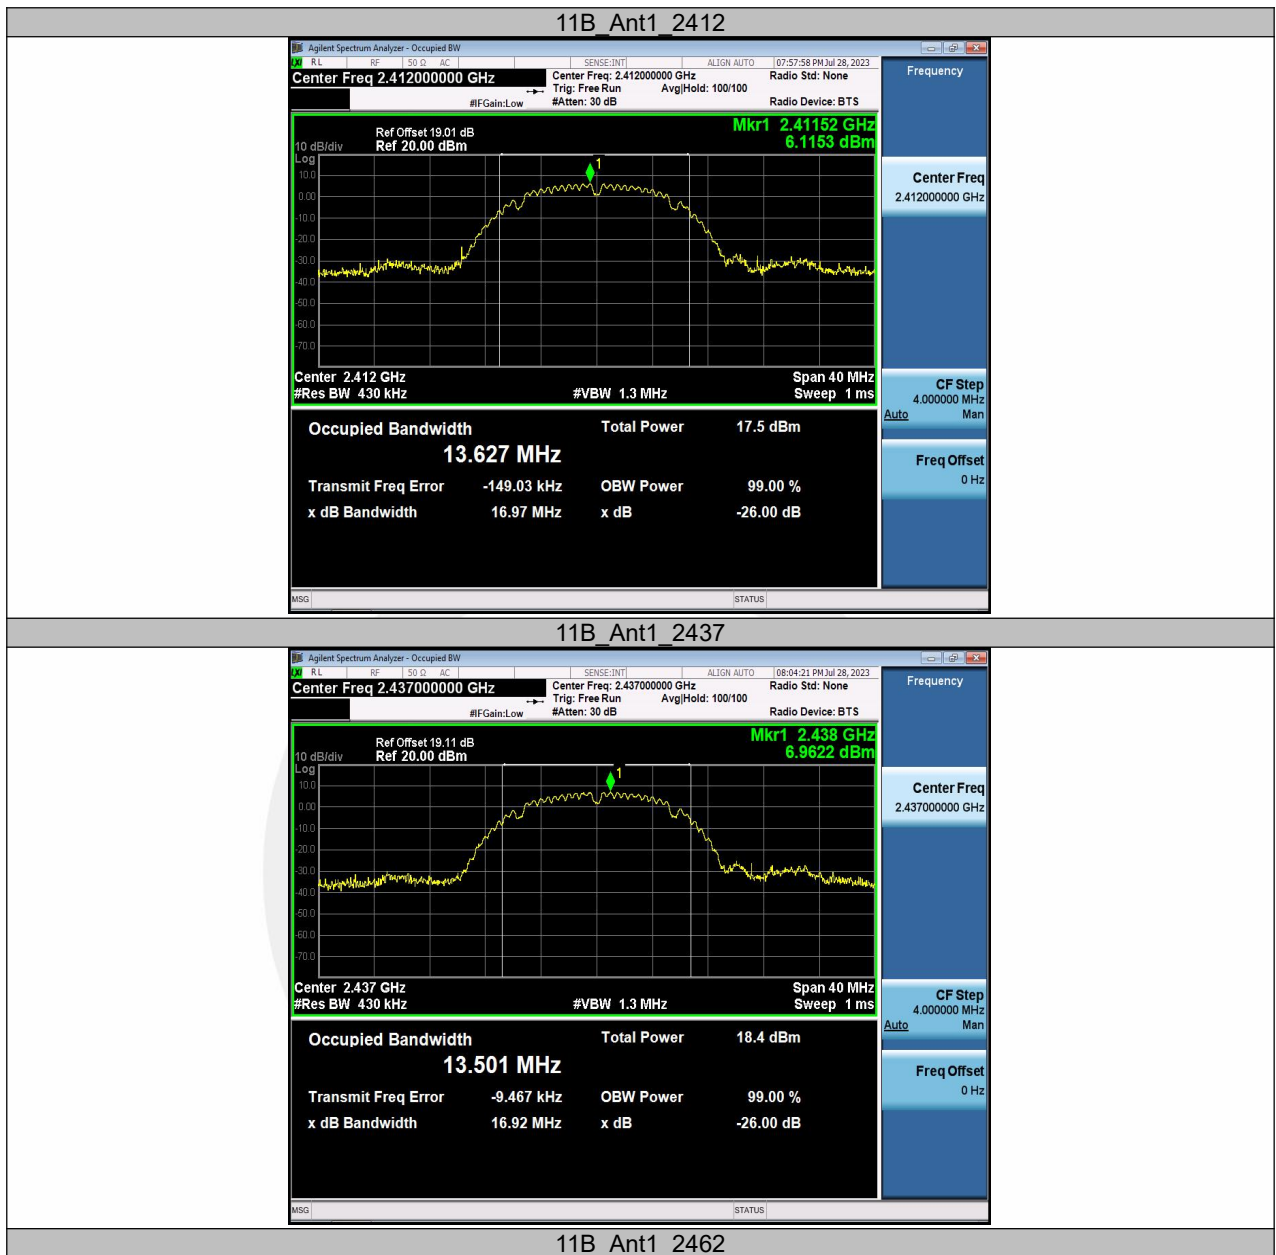 11B_Ant1_2412
Agilent Spectrum Analyzer - Occupied BW
LXI RL RF 50 Ω AC SENSE:INT ALIGN AUTO 07:57:58 PM Jul 28, 2023
Center Freq 2.412000000 GHz Center Freq: 2.412000000 GHz Radio Std: None Frequency
Trig: Free Run Avg|Hold: 100/100
#IFGain:Low #Atten: 30 dB Radio Device: BTS
Mkr1 2.41152 GHz
Ref Offset 19.01 dB
10 dB/div Ref 20.00 dBm 6.1153 dBm
Log
1
10.0
0.00
-10.0
-20.0
-30.0
-40.0
-50.0
-60.0
-70.0
Center Freq
2.412000000 GHz
Center 2.412 GHz Span 40 MHz
#Res BW 430 kHz #VBW 1.3 MHz Sweep 1 ms
CF Step
4.000000 MHz
Auto Man
Occupied Bandwidth Total Power 17.5 dBm
13.627 MHz
Transmit Freq Error -149.03 kHz OBW Power 99.00 %
x dB Bandwidth 16.97 MHz x dB -26.00 dB
Freq Offset
0 Hz
MSG STATUS
11B_Ant1_2437
Agilent Spectrum Analyzer - Occupied BW
LXI RL RF 50 Ω AC SENSE:INT ALIGN AUTO 08:04:21 PM Jul 28, 2023
Center Freq 2.437000000 GHz Center Freq: 2.437000000 GHz Radio Std: None Frequency
Trig: Free Run Avg|Hold: 100/100
#IFGain:Low #Atten: 30 dB Radio Device: BTS
Mkr1 2.438 GHz
Ref Offset 19.11 dB
10 dB/div Ref 20.00 dBm 6.9622 dBm
Log
1
10.0
0.00
-10.0
-20.0
-30.0
-40.0
-50.0
-60.0
-70.0
Center Freq
2.437000000 GHz
Center 2.437 GHz Span 40 MHz
#Res BW 430 kHz #VBW 1.3 MHz Sweep 1 ms
CF Step
4.000000 MHz
Auto Man
Occupied Bandwidth Total Power 18.4 dBm
13.501 MHz
Transmit Freq Error -9.467 kHz OBW Power 99.00 %
x dB Bandwidth 16.92 MHz x dB -26.00 dB
Freq Offset
0 Hz
MSG STATUS
11B_Ant1_2462